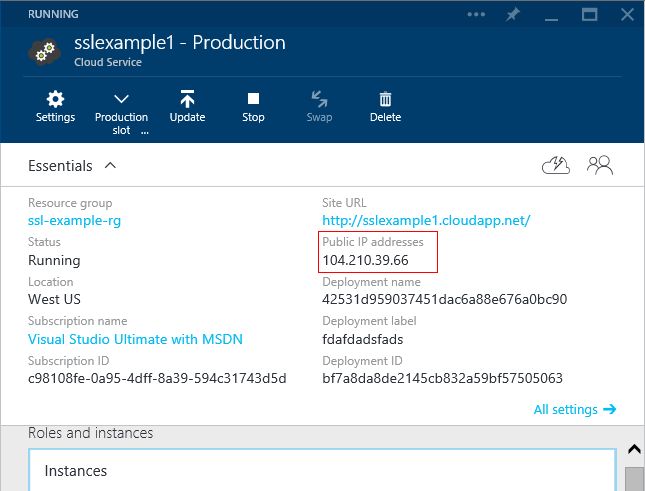 RUNNING
sslexample1 - Production
Cloud Service
Settings
Production
slot ...
Update
Stop
Swap
Delete
Essentials
Resource group
ssl-example-rg
Site URL
http://sslexample1.cloudapp.net/
Status
Running
Public IP addresses
104.210.39.66
Location
West US
Deployment name
42531d959037451dac6a88e676a0bc90
Subscription name
Visual Studio Ultimate with MSDN
Deployment label
fdafdadsfads
Subscription ID
c98108fe-0a95-4dff-8a39-594c31743d5d
Deployment ID
bf7a8da8de2145cb832a59bf57505063
All settings
Roles and instances
Instances